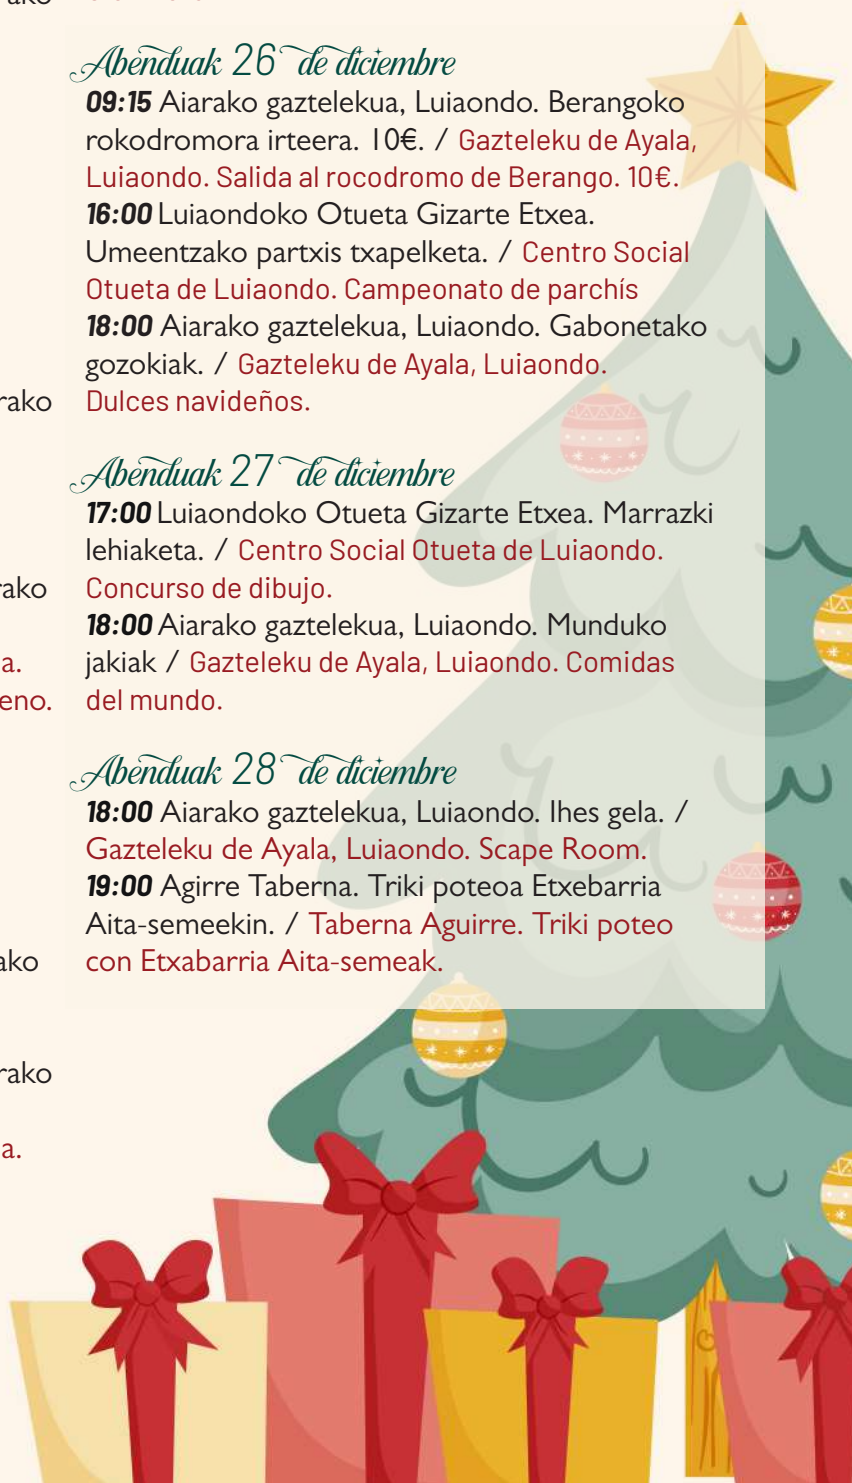 Abenduak 26 de diciembre
09:15 Aiarako gaztelekua, Luiaondo. Berangoko
rokodromora irteera. 10€. / Gazteleku de Ayala,
Luiaondo. Salida al rocodromo de Berango. 10€.
16:00 Luiaondoko Otueta Gizarte Etxea.
Umeentzako partxis txapelketa. / Centro Social
Otueta de Luiaondo. Campeonato de parchís
18:00 Aiarako gaztelekua, Luiaondo. Gabonetako
gozokiak. / Gazteleku de Ayala, Luiaondo.
Dulces navideños.
Abenduak 27 de diciembre
17:00 Luiaondoko Otueta Gizarte Etxea. Marrazki
lehiaketa. / Centro Social Otueta de Luiaondo.
Concurso de dibujo.
18:00 Aiarako gaztelekua, Luiaondo. Munduko
jakiak / Gazteleku de Ayala, Luiaondo. Comidas
del mundo.
Abenduak 28 de diciembre
18:00 Aiarako gaztelekua, Luiaondo. Ihes gela. /
Gazteleku de Ayala, Luiaondo. Scape Room.
19:00 Agirre Taberna. Triki poteoa Etxebarria
Aita-semeekin. / Taberna Aguirre. Triki poteo
con Etxabarria Aita-semeak.